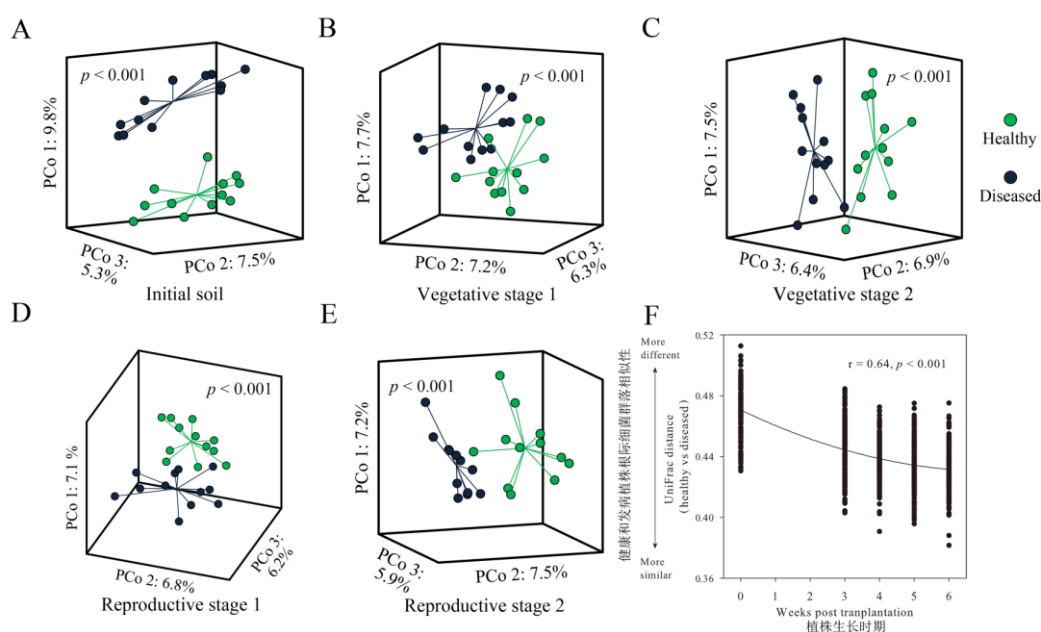 A
p < 0.001
PCo 1: 9.8%
PCo 3:
5.3%
PCo 2: 7.5%
Initial soil
B
p < 0.001
PCo 1: 7.7%
PCo 2: 7.2%
PCo 3:
6.3%
Vegetative stage 1
C
p < 0.001
PCo 1: 7.5%
PCo 3: 6.4%
PCo 2: 6.9%
Vegetative stage 2
Healthy
Diseased
D
p < 0.001
PCo 1: 7.1 %
PCo 2: 6.8%
PCo 3:
6.2%
Reproductive stage 1
E
p < 0.001
PCo 1: 7.2%
PCo 3:
5.9%
PCo 2: 7.5%
Reproductive stage 2
F
健康和发病植株根际细菌群落相似性
More
different
More
similar
UniFrac distance
(healthy vs diseased)
0.52
0.48
0.44
0.40
0.36
r = 0.64, p < 0.001
0 1 2 3 4 5 6
Weeks post tranplantation
植株生长时期